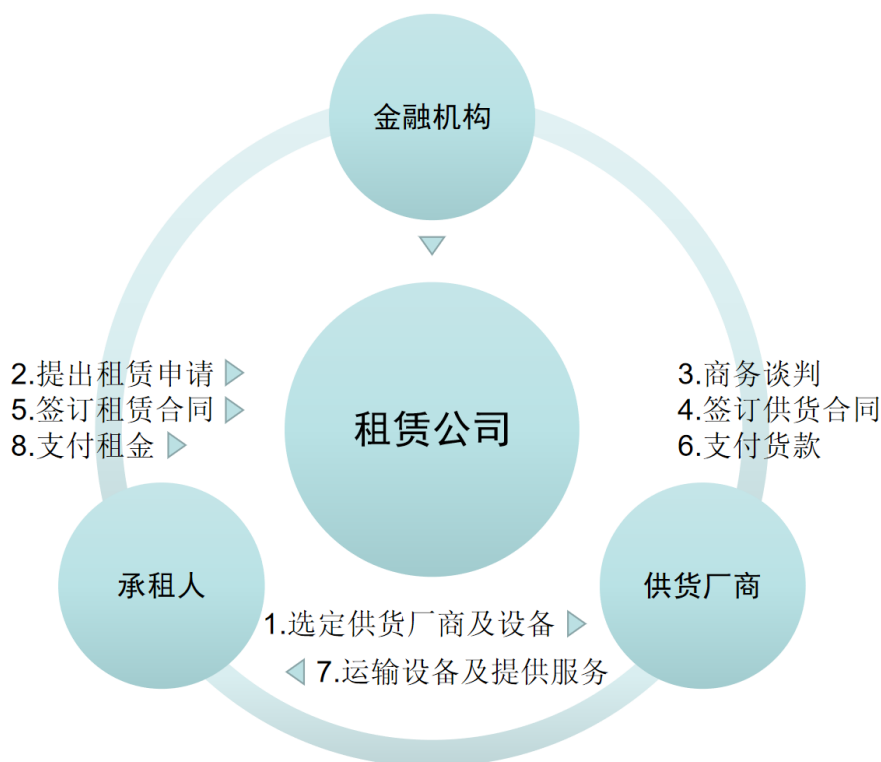 金融机构
2.提出租赁申请
5.签订租赁合同
8.支付租金
租赁公司
3.商务谈判
4.签订供货合同
6.支付货款
承租人
供货厂商
1.选定供货厂商及设备
7.运输设备及提供服务